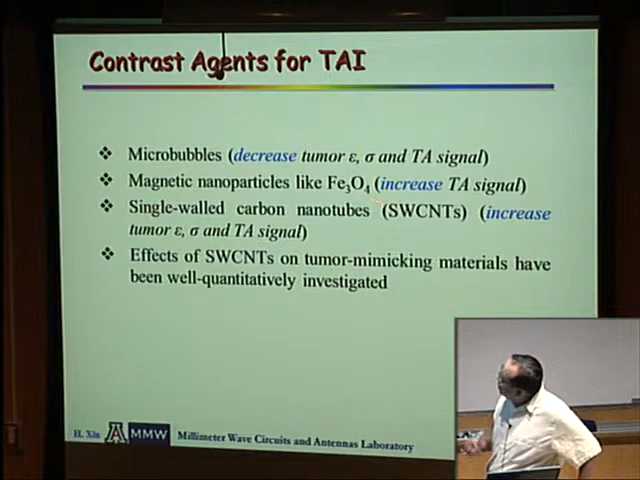 Contrast Agents for TAI
❖ Microbubbles (decrease tumor ε, σ and TA signal)
❖ Magnetic nanoparticles like Fe₃O₄ (increase TA signal)
❖ Single-walled carbon nanotubes (SWCNTs) (increase
tumor ε, σ and TA signal)
❖ Effects of SWCNTs on tumor-mimicking materials have
been well-quantitatively investigated
H. Xin A MMW Millimeter Wave Circuits and Antennas Laboratory